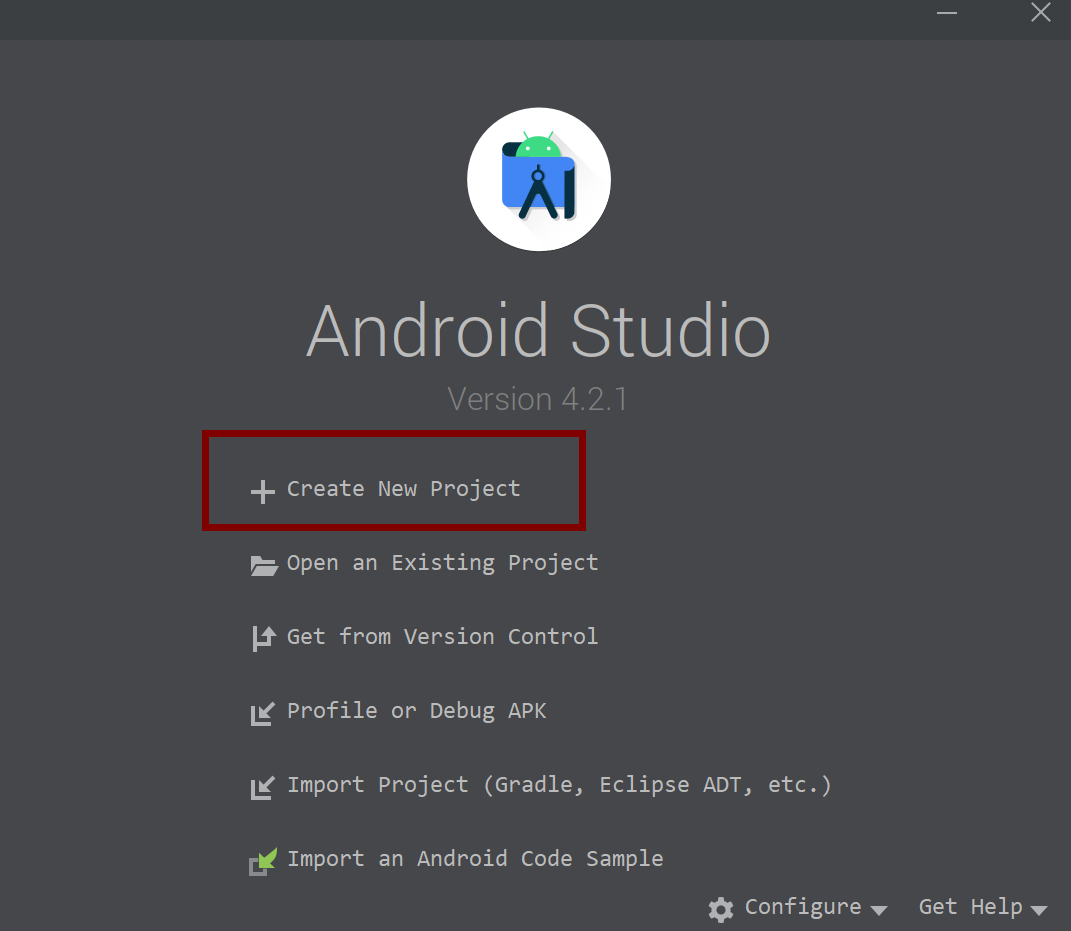 Android Studio
Version 4.2.1
Create New Project
Open an Existing Project
Get from Version Control
Profile or Debug APK
Import Project (Gradle, Eclipse ADT, etc.)
Import an Android Code Sample
Configure Get Help